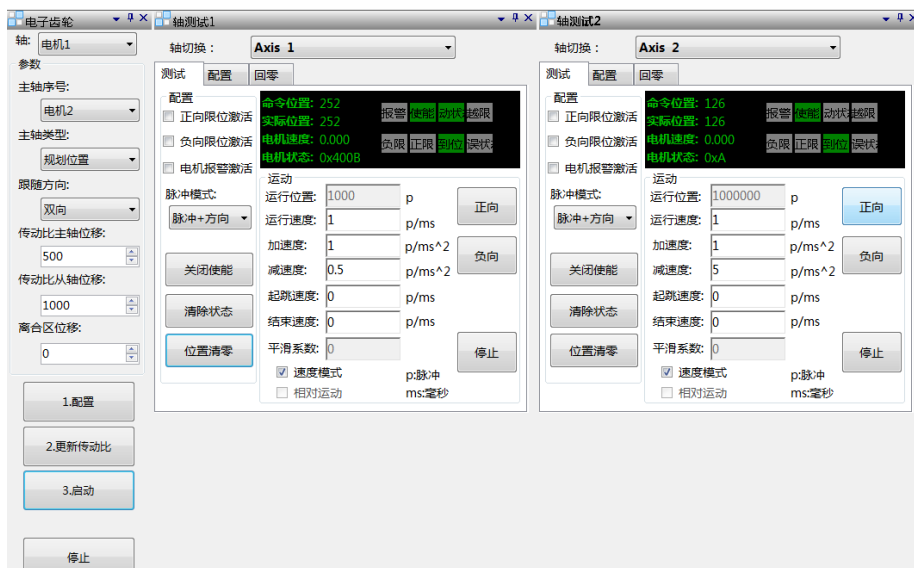 电子齿轮
轴:
电机1
参数
主轴序号:
电机2
主轴类型:
规划位置
跟随方向:
双向
传动比主轴位移:
500
传动比从轴位移:
1000
离合区位移:
0
1.配置
2.更新传动比
3.启动
停止
轴测试1
轴切换：
Axis 1
测试 配置 回零
配置
正向限位激活
负向限位激活
电机报警激活
脉冲模式:
脉冲+方向
关闭使能
清除状态
位置清零
命令位置: 252
实际位置: 252
电机速度: 0.000
电机状态: 0x400B
报警 使能 动状 越限
负限 正限 到位 误状
运动
运行位置: 1000 p
运行速度: 1 p/ms
加速度: 1 p/ms^2
减速度: 0.5 p/ms^2
起跳速度: 0 p/ms
结束速度: 0 p/ms
平滑系数: 0
速度模式
相对运动
p:脉冲
ms:毫秒
正向
负向
停止
轴测试2
轴切换：
Axis 2
测试 配置 回零
配置
正向限位激活
负向限位激活
电机报警激活
脉冲模式:
脉冲+方向
关闭使能
清除状态
位置清零
命令位置: 126
实际位置: 126
电机速度: 0.000
电机状态: 0xA
报警 使能 动状 越限
负限 正限 到位 误状
运动
运行位置: 1000000 p
运行速度: 1 p/ms
加速度: 1 p/ms^2
减速度: 5 p/ms^2
起跳速度: 0 p/ms
结束速度: 0 p/ms
平滑系数: 0
速度模式
相对运动
p:脉冲
ms:毫秒
正向
负向
停止